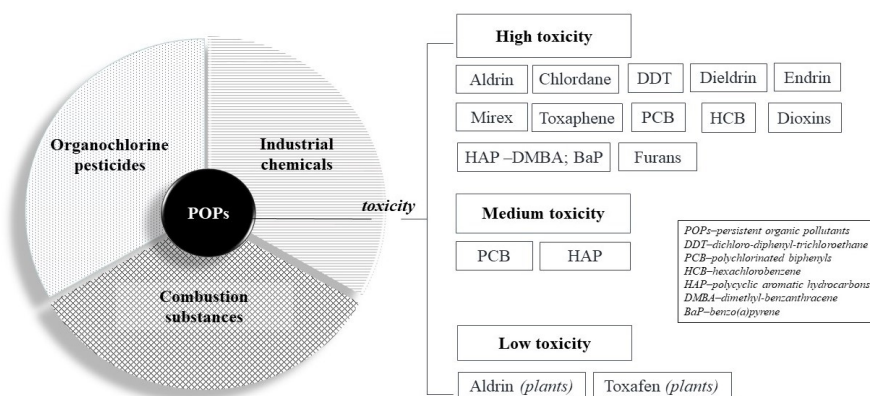 Organochlorine
pesticides
Industrial
chemicals
POPs
Combustion
substances
toxicity
High toxicity
Aldrin
Chlordane
DDT
Dieldrin
Endrin
Mirex
Toxaphene
PCB
HCB
Dioxins
HAP –DMBA; BaP
Furans
Medium toxicity
PCB
HAP
Low toxicity
Aldrin (plants)
Toxafen (plants)
POPs–persistent organic pollutants
DDT–dichloro-diphenyl-trichloroethane
PCB–polychlorinated biphenyls
HCB–hexachlorobenzene
HAP–polycyclic aromatic hydrocarbons
DMBA–dimethyl-benzanthracene
BaP–benzo(a)pyrene